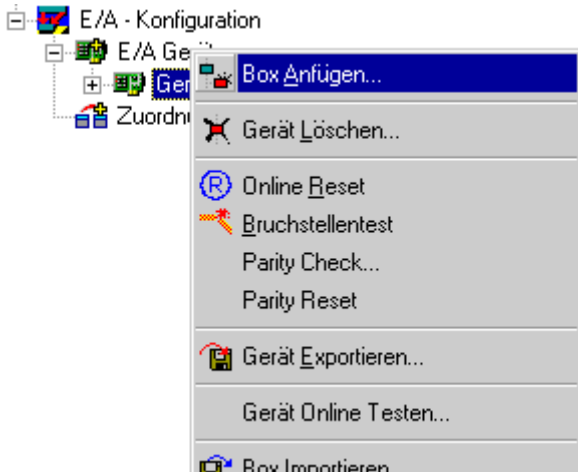 E/A - Konfiguration
E/A Ge
Ger
Zuordn
Box Anfügen...
Gerät Löschen...
Online Reset
Bruchstellentest
Parity Check...
Parity Reset
Gerät Exportieren...
Gerät Online Testen...
Box Importieren